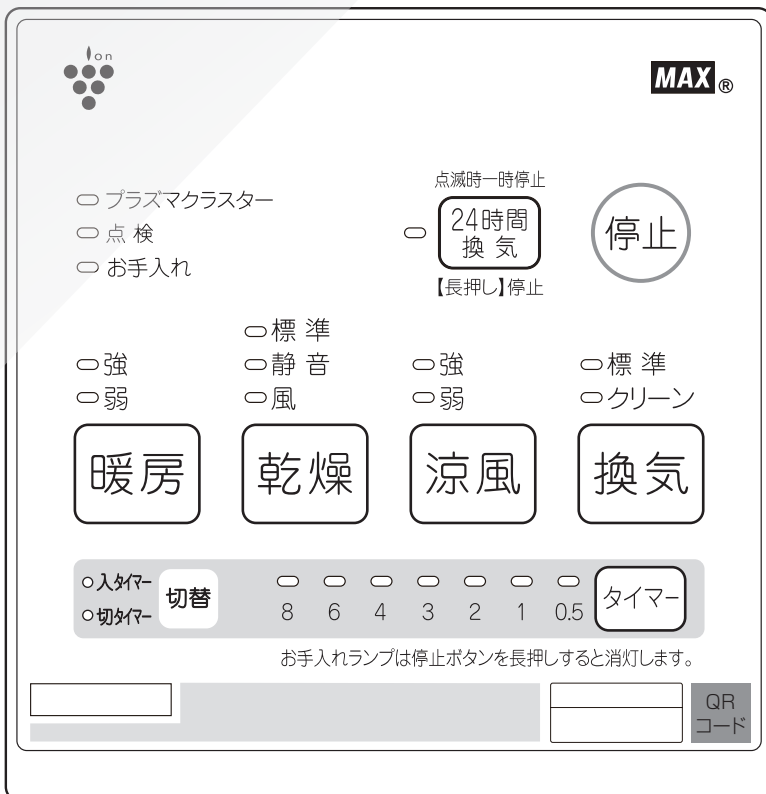 Ion
MAX®
プラズマクラスター
点検
お手入れ
点滅時一時停止
24時間
換気
【長押し】停止
停止
強
弱
暖房
標準
静音
風
乾燥
強
弱
涼風
標準
クリーン
換気
入タイマー
切タイマー
切替
8 6 4 3 2 1 0.5
タイマー
お手入れランプは停止ボタンを長押しすると消灯します。
QR
コード